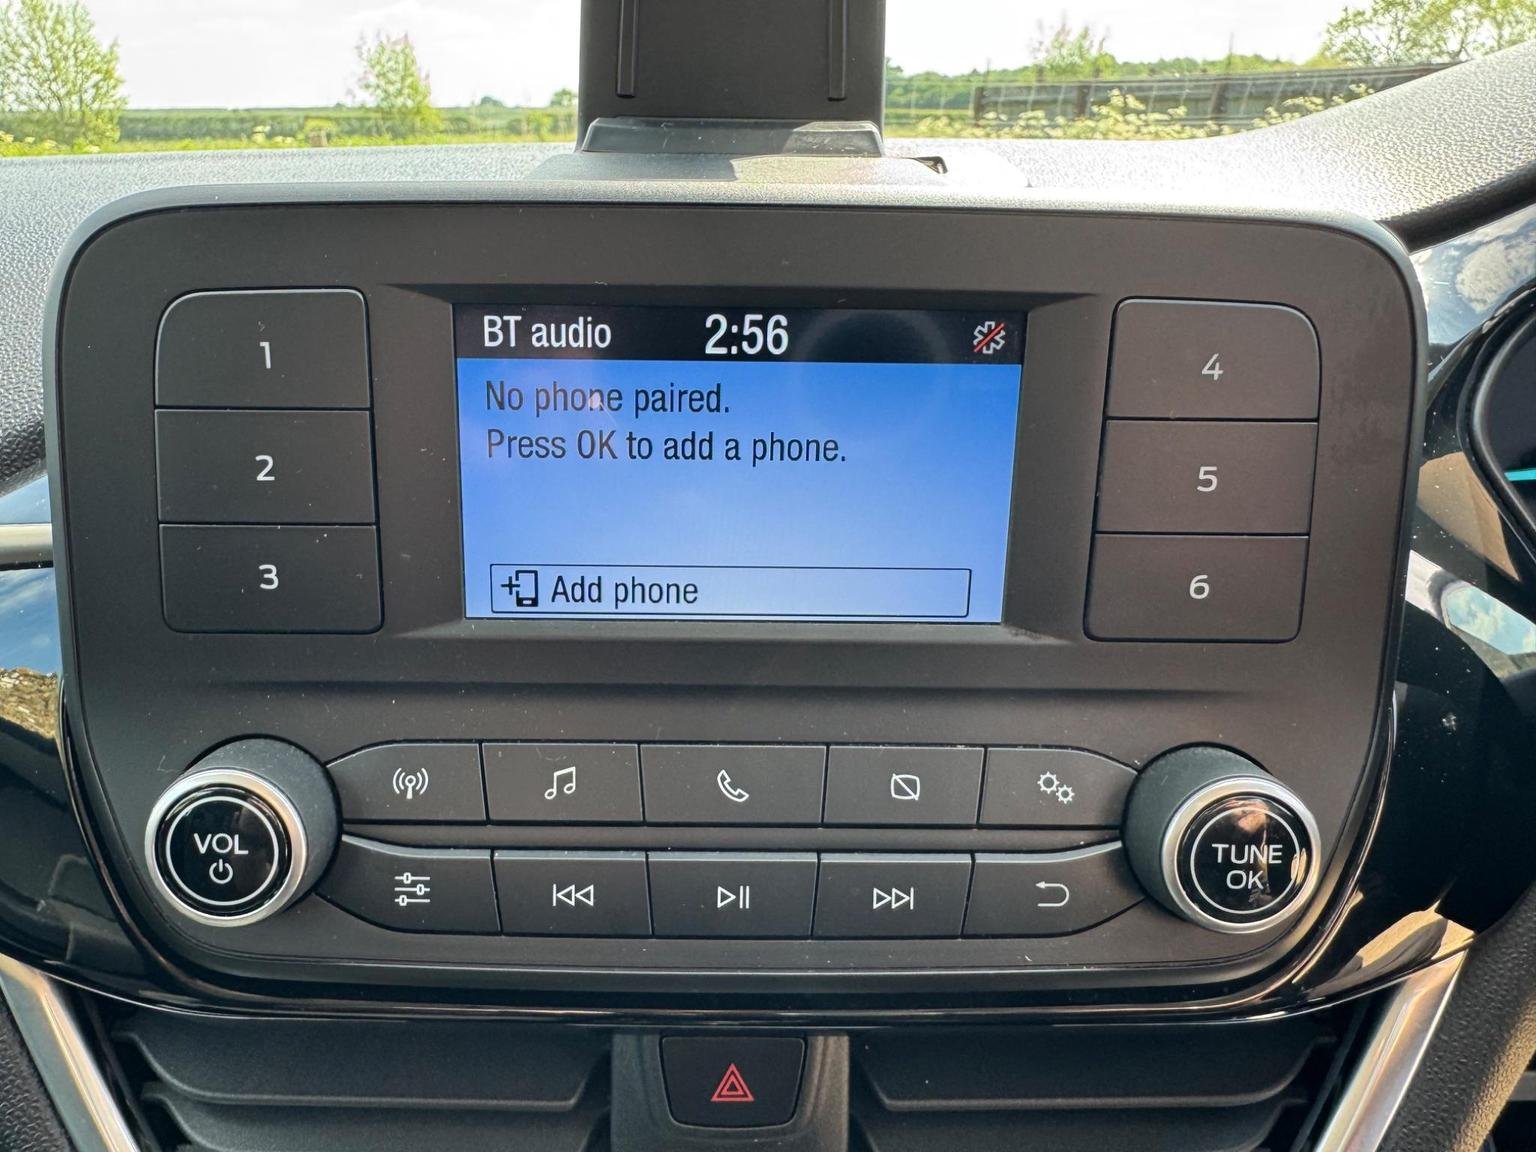 BT audio 2:56
No phone paired.
Press OK to add a phone.
Add phone
1
2
3
4
5
6
VOL
TUNE
OK